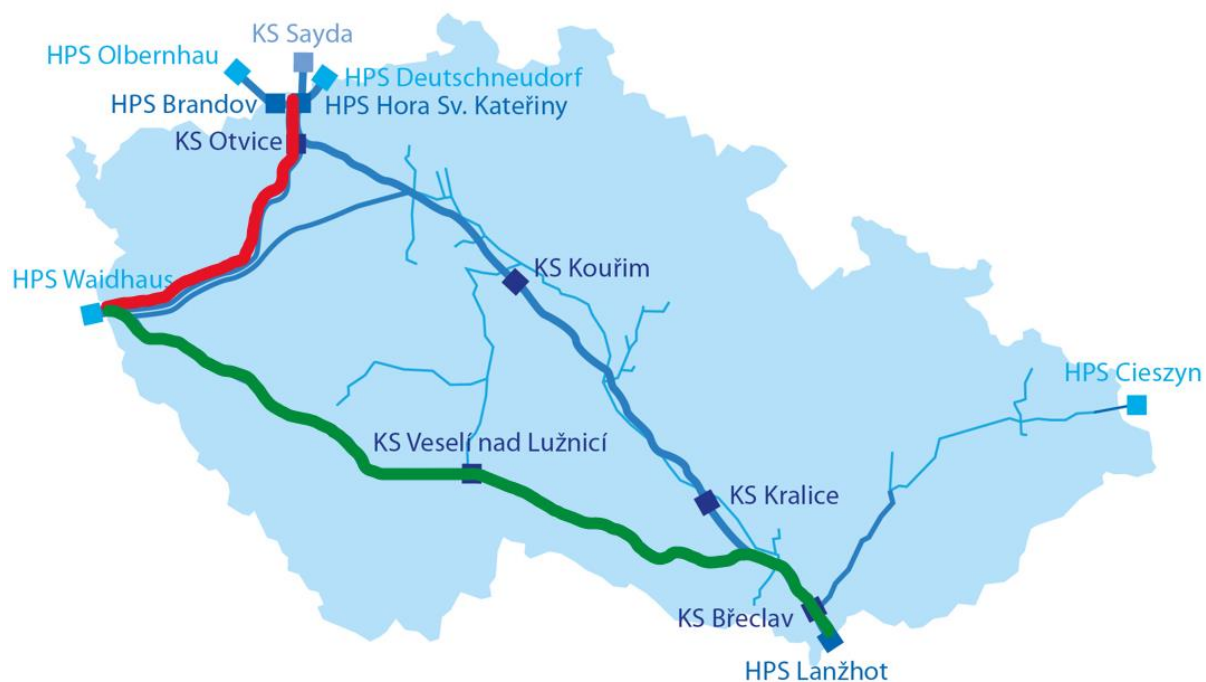 KS Sayda
HPS Olbernhau
HPS Deutschneudorf
HPS Brandov
HPS Hora Sv. Kateřiny
KS Otvice
KS Kouřim
HPS Waidhaus
HPS Cieszyn
KS Veselí nad Lužnicí
KS Kralice
KS Břeclav
HPS Lanžhot